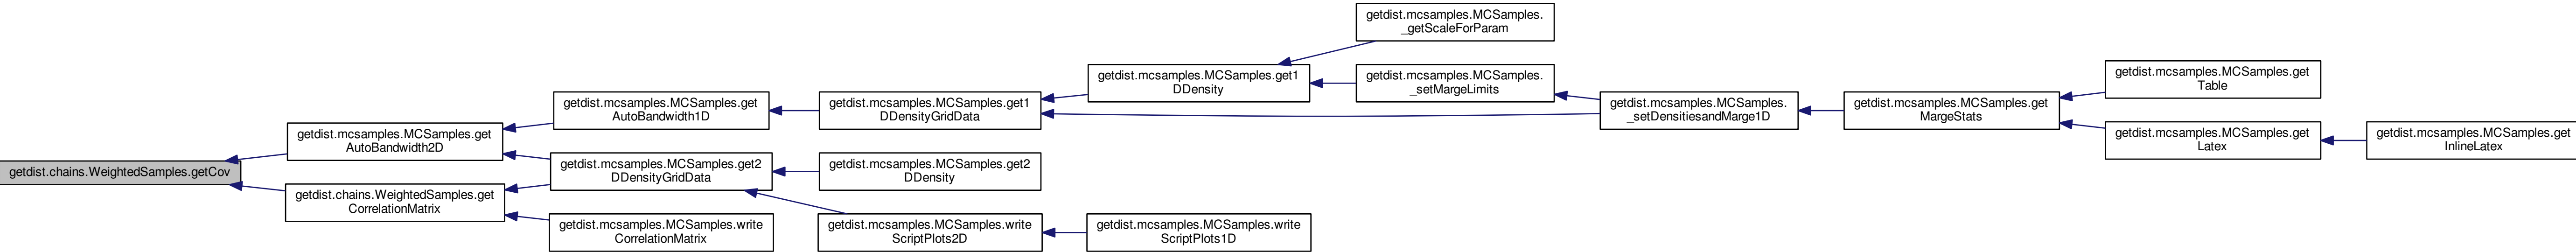 getdist.chains.WeightedSamples.getCov
getdist.mcsamples.MCSamples.get
AutoBandwidth2D
getdist.chains.WeightedSamples.get
CorrelationMatrix
getdist.mcsamples.MCSamples.get
AutoBandwidth1D
getdist.mcsamples.MCSamples.get2
DDensityGridData
getdist.mcsamples.MCSamples.write
CorrelationMatrix
getdist.mcsamples.MCSamples.get1
DDensityGridData
getdist.mcsamples.MCSamples.get2
DDensity
getdist.mcsamples.MCSamples.write
ScriptPlots2D
getdist.mcsamples.MCSamples.get1
DDensity
getdist.mcsamples.MCSamples.write
ScriptPlots1D
getdist.mcsamples.MCSamples.
_getScaleForParam
getdist.mcsamples.MCSamples.
_setMargeLimits
getdist.mcsamples.MCSamples.
_setDensitiesandMarge1D
getdist.mcsamples.MCSamples.get
MargeStats
getdist.mcsamples.MCSamples.get
Table
getdist.mcsamples.MCSamples.get
Latex
getdist.mcsamples.MCSamples.get
InlineLatex